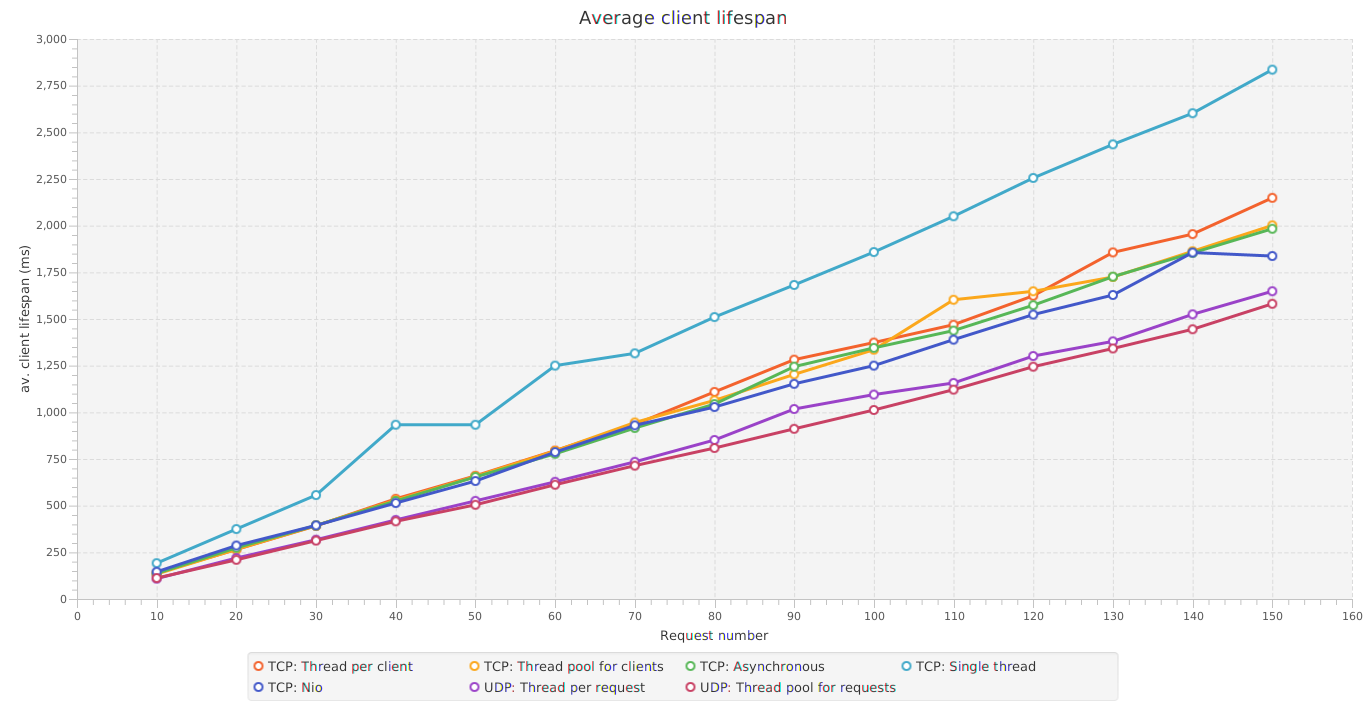 Average client lifespan
3,000
2,750
2,500
2,250
2,000
1,750
1,500
1,250
1,000
750
500
250
0
av. client lifespan (ms)
0 10 20 30 40 50 60 70 80 90 100 110 120 130 140 150 160
Request number
TCP: Thread per client TCP: Thread pool for clients TCP: Asynchronous TCP: Single thread
TCP: Nio UDP: Thread per request UDP: Thread pool for requests